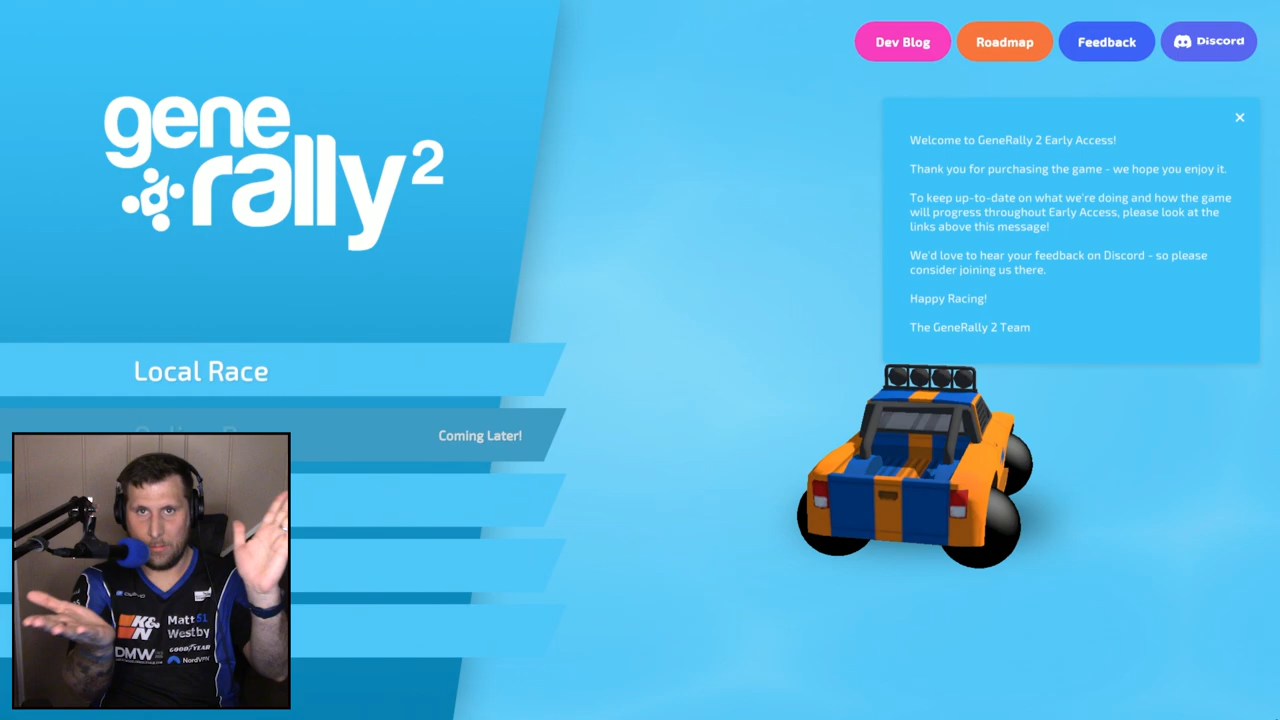 Dev Blog
Roadmap
Feedback
Discord
gene
rally2
Welcome to GeneRally 2 Early Access!
Thank you for purchasing the game - we hope you enjoy it.
To keep up-to-date on what we're doing and how the game
will progress throughout Early Access, please look at the
links above this message!
We'd love to hear your feedback on Discord - so please
consider joining us there.
Happy Racing!
The GeneRally 2 Team
Local Race
Coming Later!
K&N
Matt 51
Westby
GOODYEAR
DMW
NordVPN